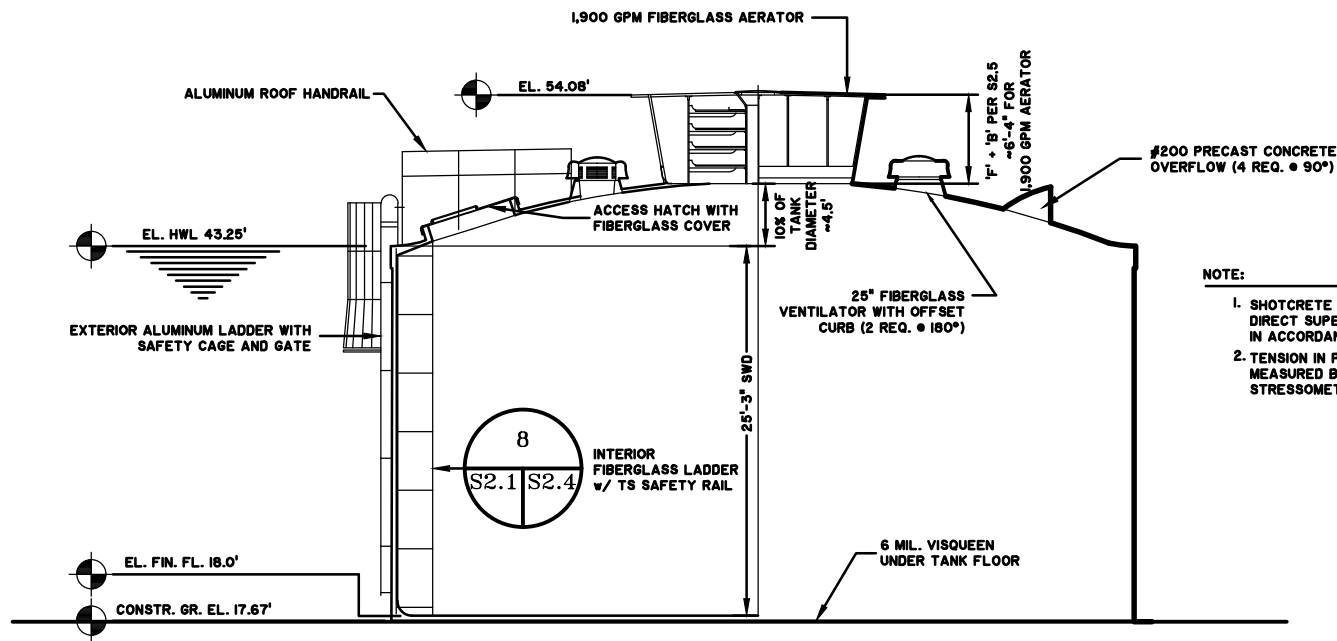 1,900 GPM FIBERGLASS AERATOR
EL. 54.08'
ALUMINUM ROOF HANDRAIL
'F' + 'B' PER S2.5
~6'-4" FOR
1,900 GPM AERATOR
#200 PRECAST CONCRETE
OVERFLOW (4 REQ. @ 90°)
ACCESS HATCH WITH
FIBERGLASS COVER
10% OF
TANK
DIAMETER
~4.5'
EL. HWL 43.25'
25" FIBERGLASS
VENTILATOR WITH OFFSET
CURB (2 REQ. @ 180°)
NOTE:
1. SHOTCRETE
DIRECT SUPE
IN ACCORDAN
2. TENSION IN P
MEASURED B
STRESSOMET
EXTERIOR ALUMINUM LADDER WITH
SAFETY CAGE AND GATE
25'-3" SWD
8
S2.1 S2.4
INTERIOR
FIBERGLASS LADDER
w/ TS SAFETY RAIL
6 MIL. VISQUEEN
UNDER TANK FLOOR
EL. FIN. FL. 18.0'
CONSTR. GR. EL. 17.67'